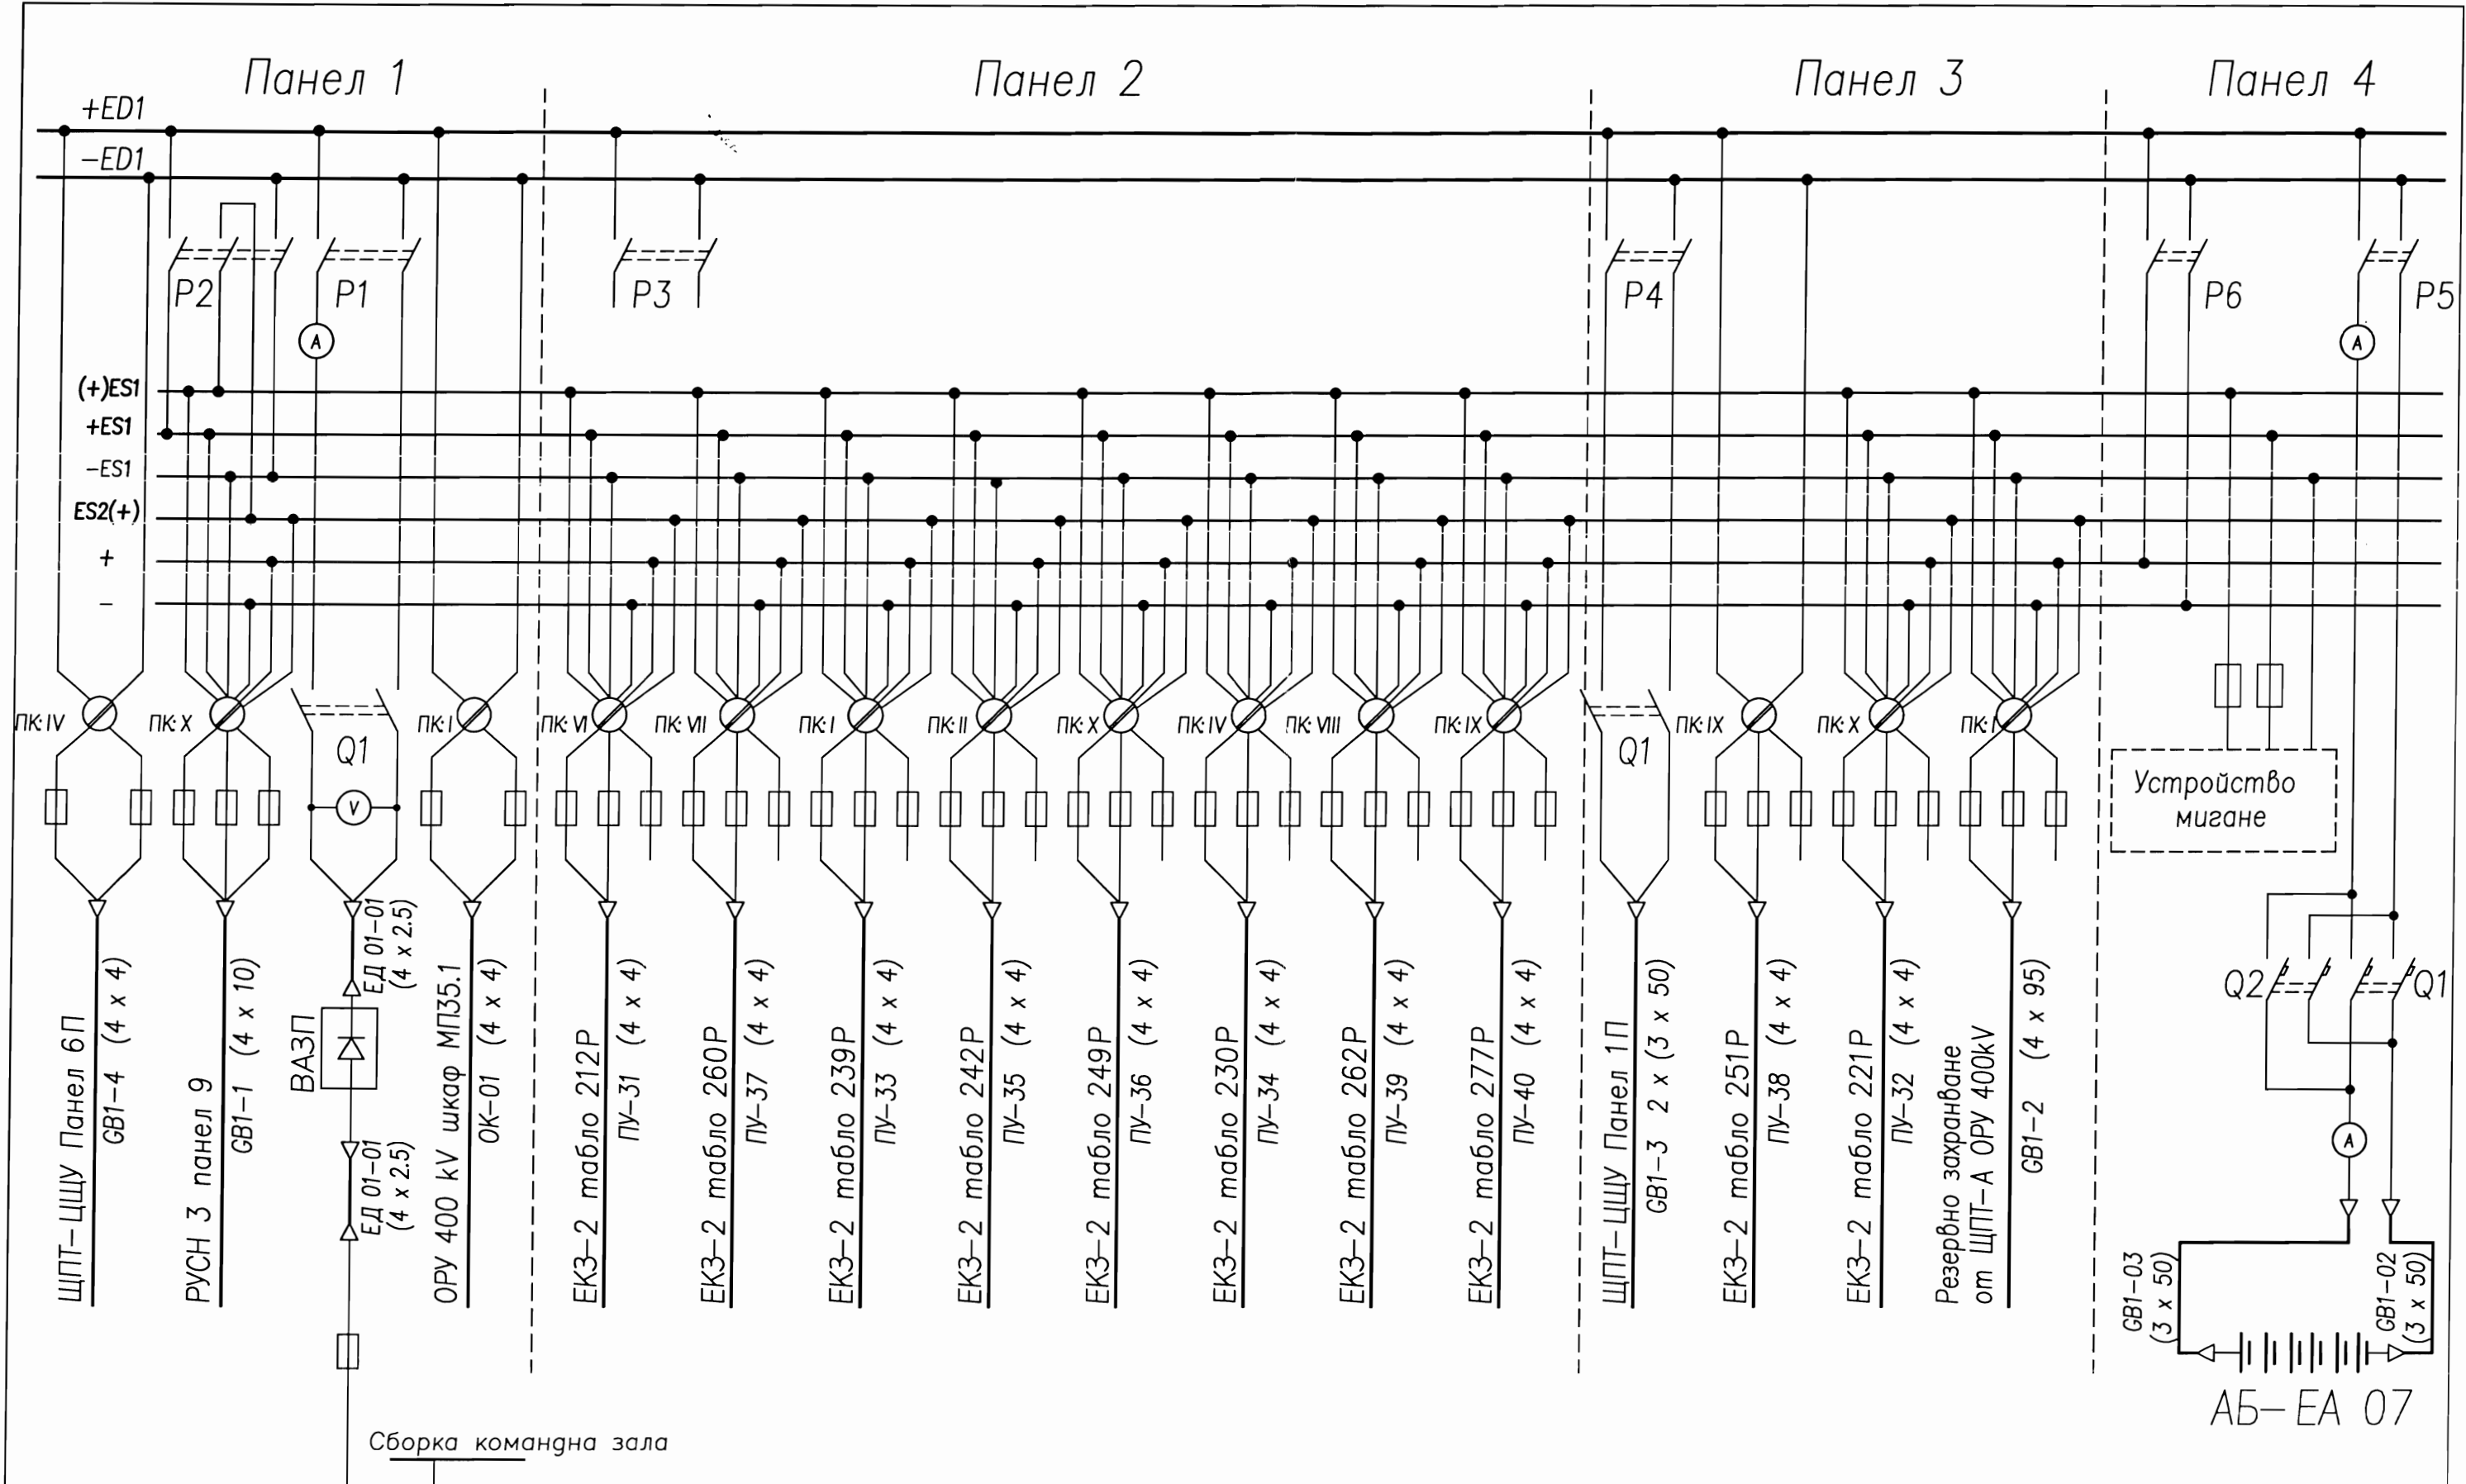 Панел 1
Панел 2
Панел 3
Панел 4
+ED1
−ED1
P2
P1
P3
P4
P6
P5
A
A
(+)ES1
+ES1
−ES1
ES2(+)
+
−
ПК:IV
ПК:X
Q1
ПК:I
ПК:VI
ПК:VII
ПК:I
ПК:II
ПК:X
ПК:IV
ПК:VIII
ПК:IX
Q1
ПК:IX
ПК:X
ПК:I
V
Устройство
мигане
ЩПТ−ЦЩУ Панел 6П
GB1−4 (4 x 4)
РУСН 3 панел 9
GB1−1 (4 x 10)
ЕД 01−01
(4 x 2.5)
ВАЗП
ЕД 01−01
(4 x 2.5)
ОРУ 400 kV шкаф МП35.1
ОК−01 (4 x 4)
ЕКЗ−2 табло 212Р
ПУ−31 (4 x 4)
ЕКЗ−2 табло 260Р
ПУ−37 (4 x 4)
ЕКЗ−2 табло 239Р
ПУ−33 (4 x 4)
ЕКЗ−2 табло 242Р
ПУ−35 (4 x 4)
ЕКЗ−2 табло 249Р
ПУ−36 (4 x 4)
ЕКЗ−2 табло 230Р
ПУ−34 (4 x 4)
ЕКЗ−2 табло 262Р
ПУ−39 (4 x 4)
ЕКЗ−2 табло 277Р
ПУ−40 (4 x 4)
ЩПТ−ЦЩУ Панел 1П
GB1−3 2 x (3 x 50)
ЕКЗ−2 табло 251Р
ПУ−38 (4 x 4)
ЕКЗ−2 табло 221Р
ПУ−32 (4 x 4)
Резервно захранване
от ЩПТ−А ОРУ 400kV
GB1−2 (4 x 95)
Q2
Q1
A
GB1−03
(3 x 50)
GB1−02
(3 x 50)
АБ−ЕА 07
Сборка командна зала